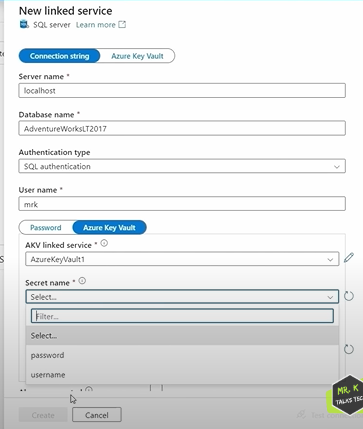 New linked service
SQL server Learn more
Connection string Azure Key Vault
Server name *
localhost
Database name *
AdventureWorksLT2017
Authentication type
SQL authentication
User name *
mrk
Password Azure Key Vault
AKV linked service *
AzureKeyVault1
Secret name *
Select...
Filter...
Select...
password
username
Create Cancel
MR. K
TALKS TECH